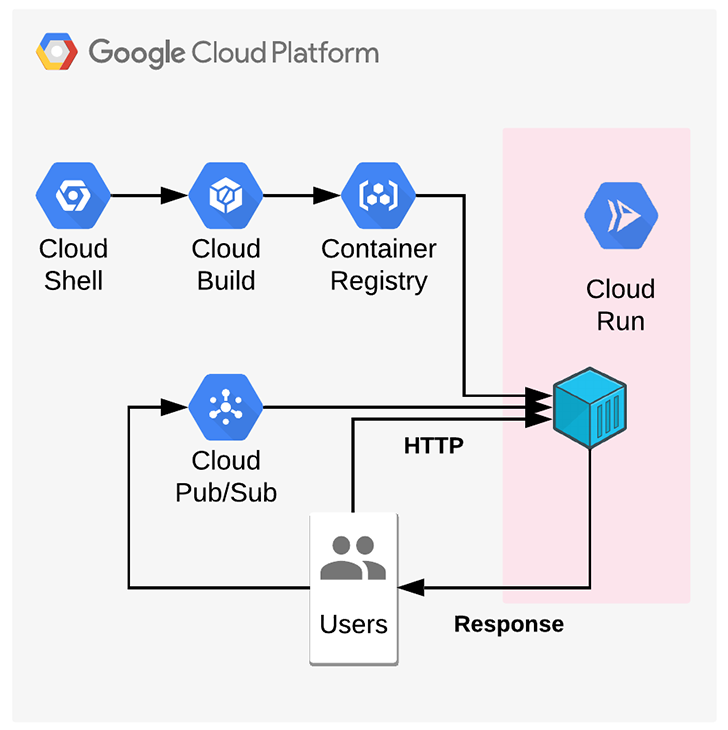 Google Cloud Platform
Cloud
Shell
Cloud
Build
Container
Registry
Cloud
Run
HTTP
Cloud
Pub/Sub
Users
Response